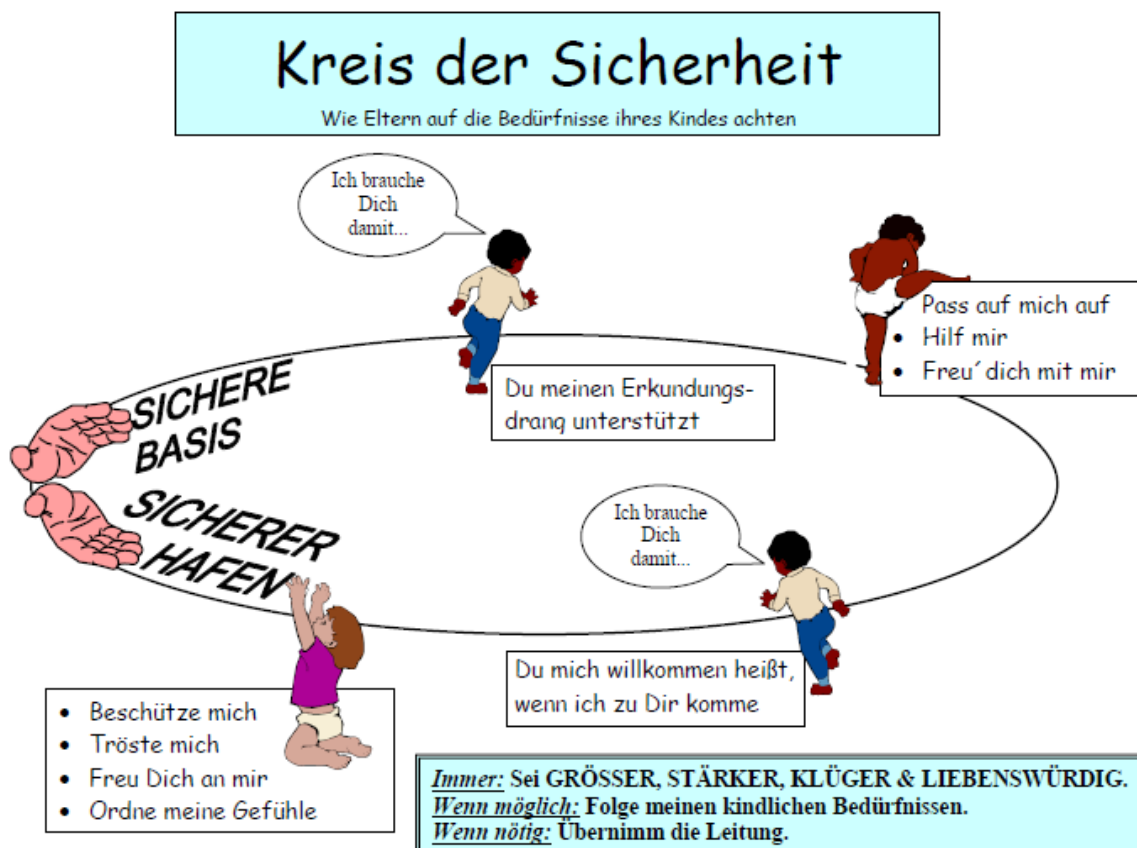 Kreis der Sicherheit
Wie Eltern auf die Bedürfnisse ihres Kindes achten
Ich brauche
Dich
damit...
Pass auf mich auf
• Hilf mir
• Freu´dich mit mir
Du meinen Erkundungs-
drang unterstützt
SICHERE
BASIS
SICHERER
HAFEN
Ich brauche
Dich
damit...
Du mich willkommen heißt,
wenn ich zu Dir komme
• Beschütze mich
• Tröste mich
• Freu Dich an mir
• Ordne meine Gefühle
Immer: Sei GRÖSSER, STÄRKER, KLÜGER & LIEBENSWÜRDIG.
Wenn möglich: Folge meinen kindlichen Bedürfnissen.
Wenn nötig: Übernimm die Leitung.